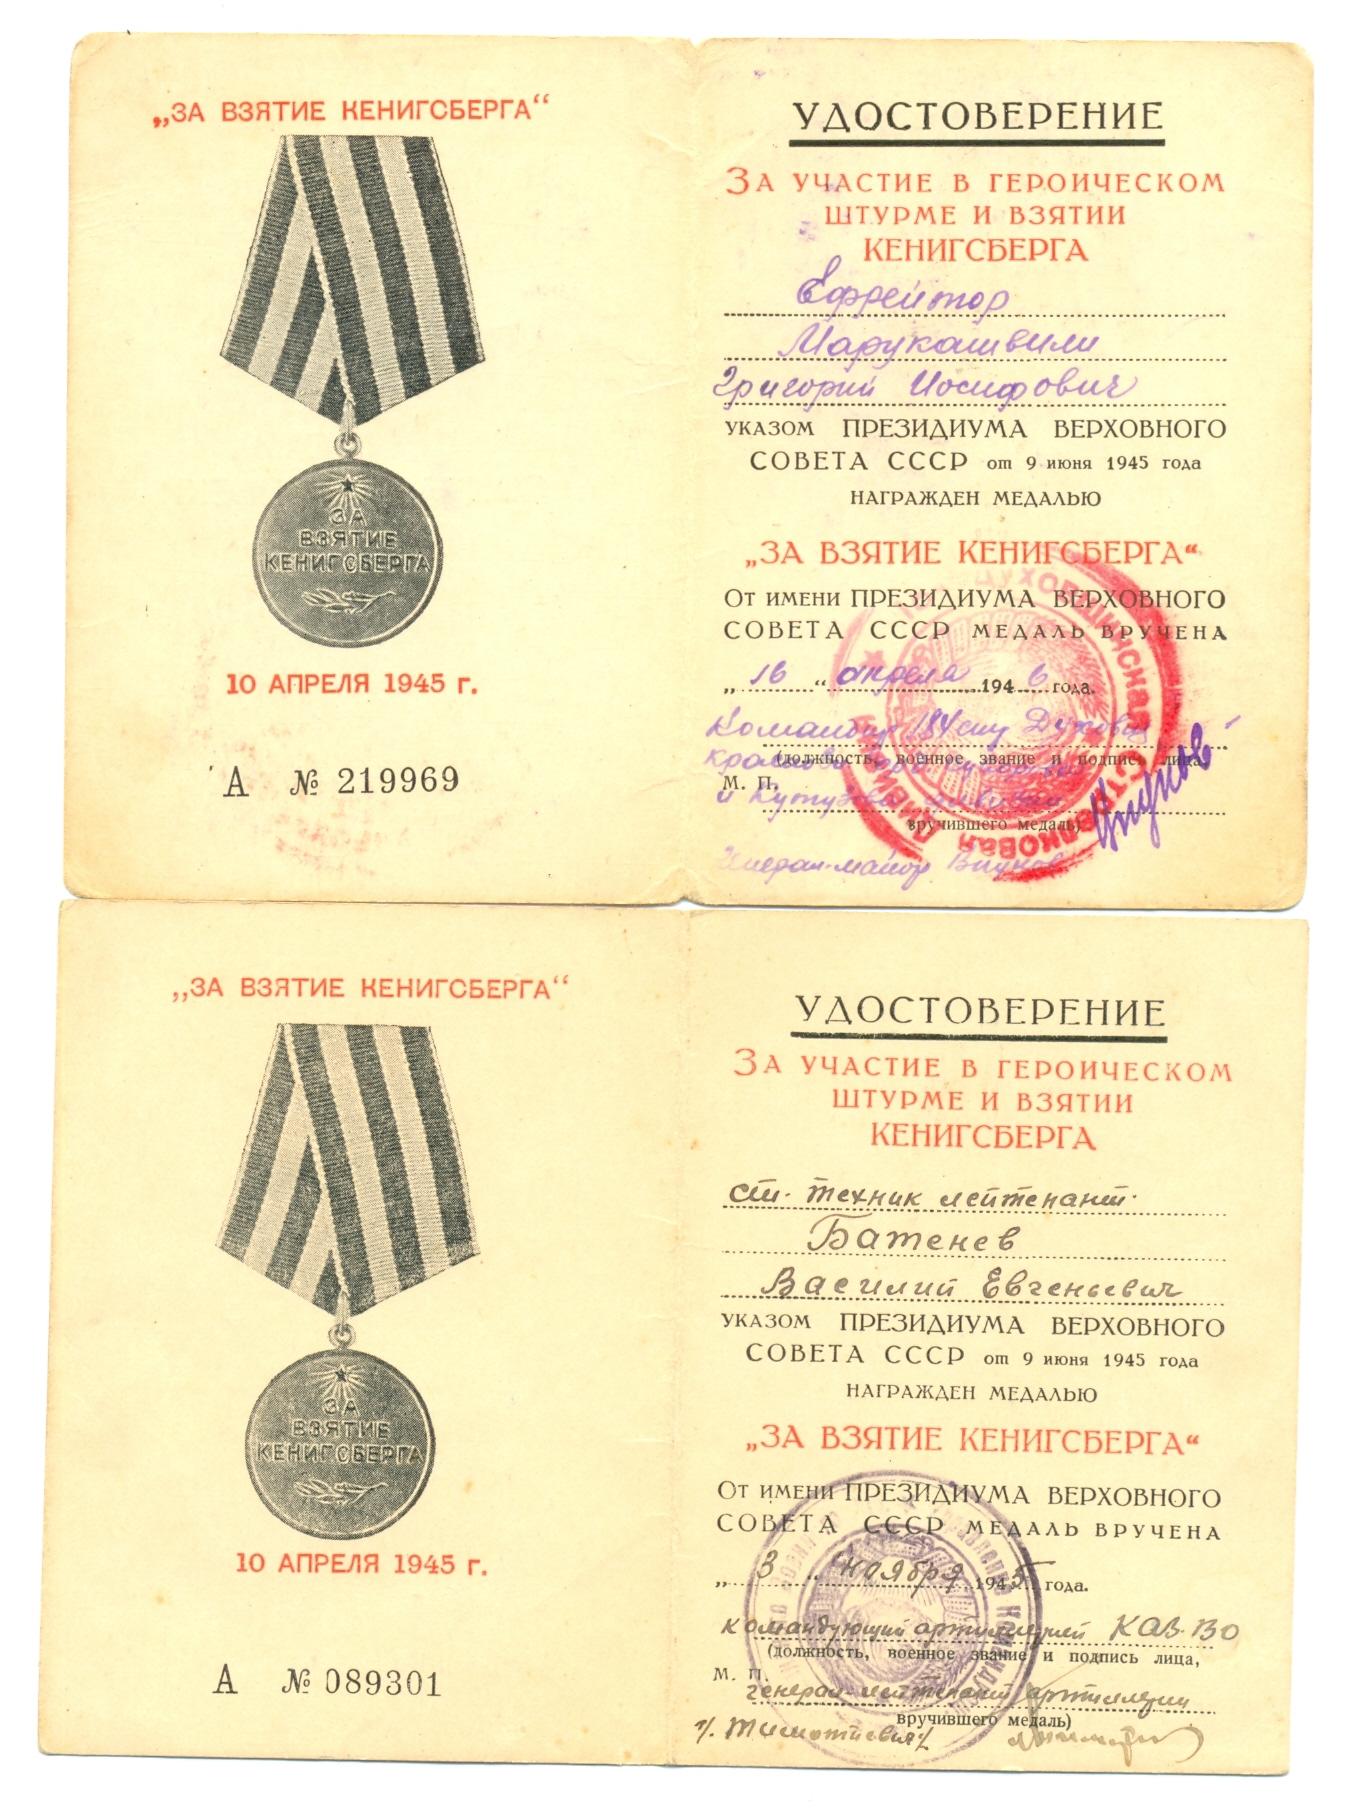 „ЗА ВЗЯТИЕ КЕНИГСБЕРГА“
ЗА
ВЗЯТИЕ
КЕНИГСБЕРГА
10 АПРЕЛЯ 1945 г.
А № 219969
УДОСТОВЕРЕНИЕ
ЗА УЧАСТИЕ В ГЕРОИЧЕСКОМ
ШТУРМЕ И ВЗЯТИИ
КЕНИГСБЕРГА
Ефрейтор
Марукашвили
Григорий Иосифович
УКАЗОМ ПРЕЗИДИУМА ВЕРХОВНОГО
СОВЕТА СССР от 9 июня 1945 года
НАГРАЖДЕН МЕДАЛЬЮ
„ЗА ВЗЯТИЕ КЕНИГСБЕРГА“
ОТ ИМЕНИ ПРЕЗИДИУМА ВЕРХОВНОГО
СОВЕТА СССР МЕДАЛЬ ВРУЧЕНА
„ 16 “ апреля 1946 года.
Командир 184
(должность, военное звание и подпись лица,
М. П.
и Кутузова дивизии
вручившего медаль)
Генерал-майор
„ЗА ВЗЯТИЕ КЕНИГСБЕРГА“
ЗА
ВЗЯТИЕ
КЕНИГСБЕРГА
10 АПРЕЛЯ 1945 г.
А № 089301
УДОСТОВЕРЕНИЕ
ЗА УЧАСТИЕ В ГЕРОИЧЕСКОМ
ШТУРМЕ И ВЗЯТИИ
КЕНИГСБЕРГА
ст. техник лейтенант
Батенев
Василий Евгеньевич
УКАЗОМ ПРЕЗИДИУМА ВЕРХОВНОГО
СОВЕТА СССР от 9 июня 1945 года
НАГРАЖДЕН МЕДАЛЬЮ
„ЗА ВЗЯТИЕ КЕНИГСБЕРГА“
ОТ ИМЕНИ ПРЕЗИДИУМА ВЕРХОВНОГО
СОВЕТА СССР МЕДАЛЬ ВРУЧЕНА
„ 3 “ ноября 1945 года.
командующий артиллерией КАВ. ВО
(должность, военное звание и подпись лица,
М. П.
генерал-лейтенант артиллерии
вручившего медаль)
/. Тимотиевич./